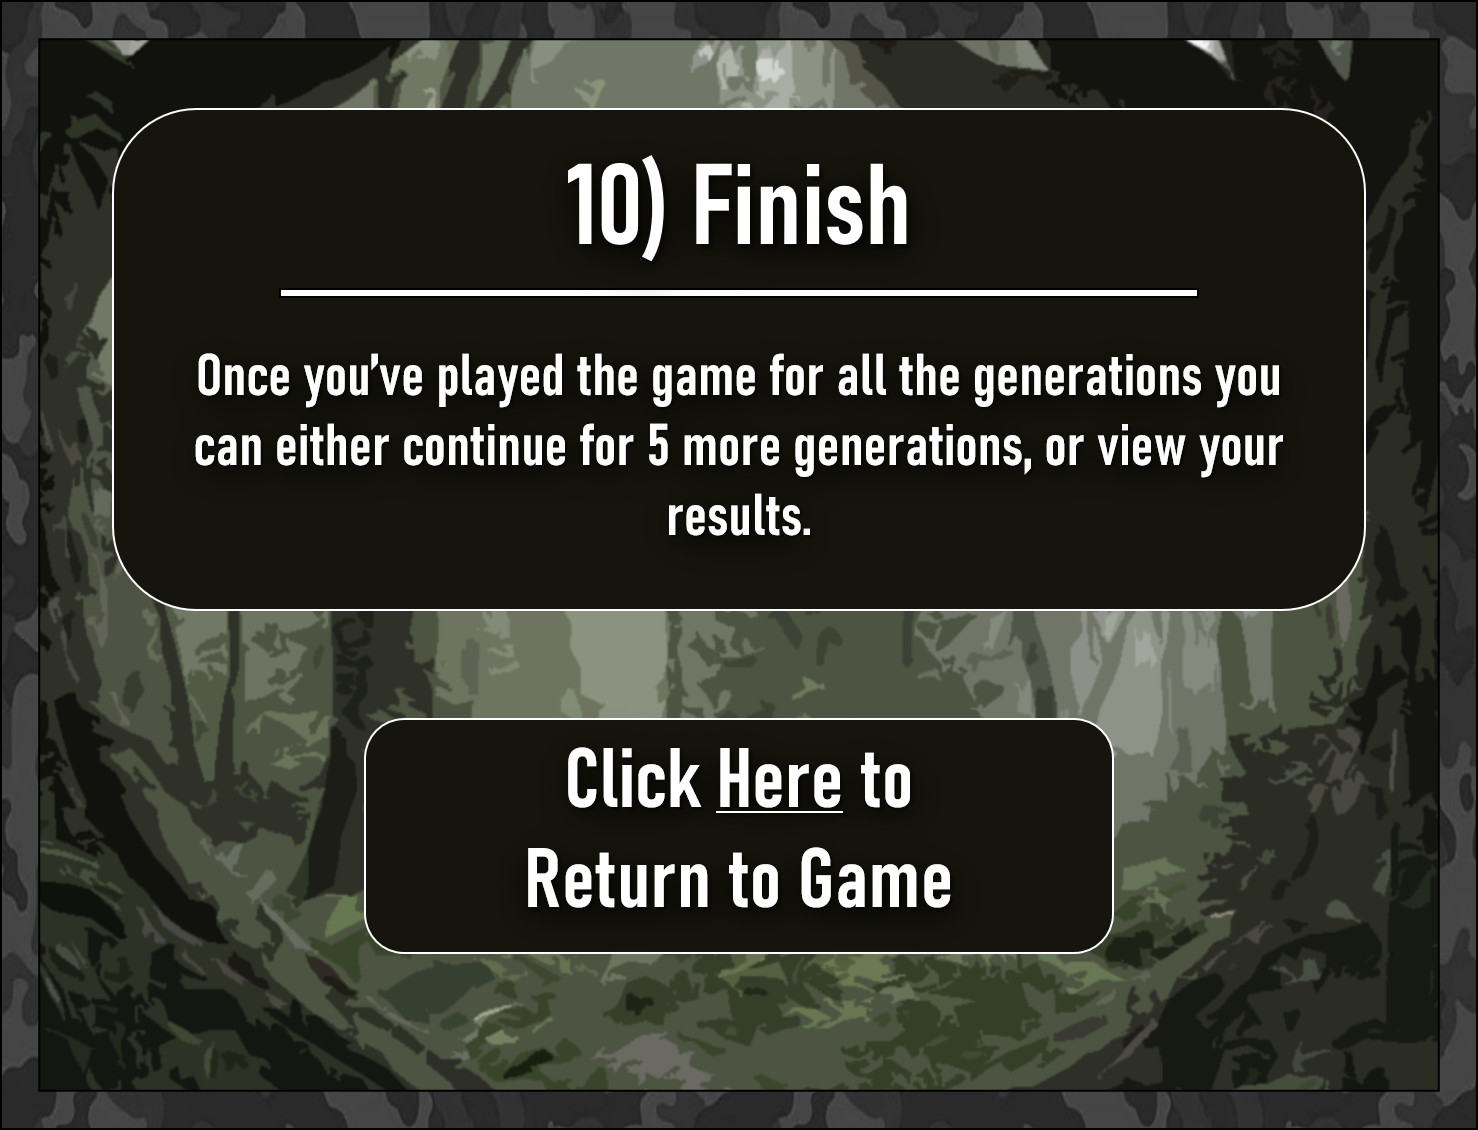 10) Finish
Once you’ve played the game for all the generations you
can either continue for 5 more generations, or view your
results.
Click Here to
Return to Game